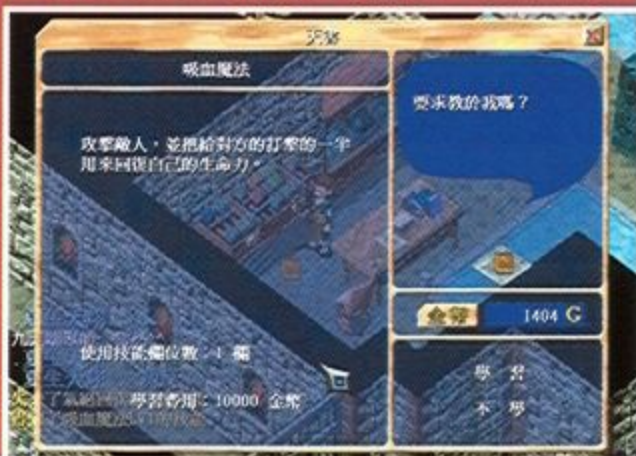 吸血魔法
要求教於我嗎？
攻擊敵人，並把給對方的打擊的一半
用來回復自己的生命力。
金幣 1404 G
使用技能欄位數：1 欄
學習費用：10000 金幣
學 習
不 學